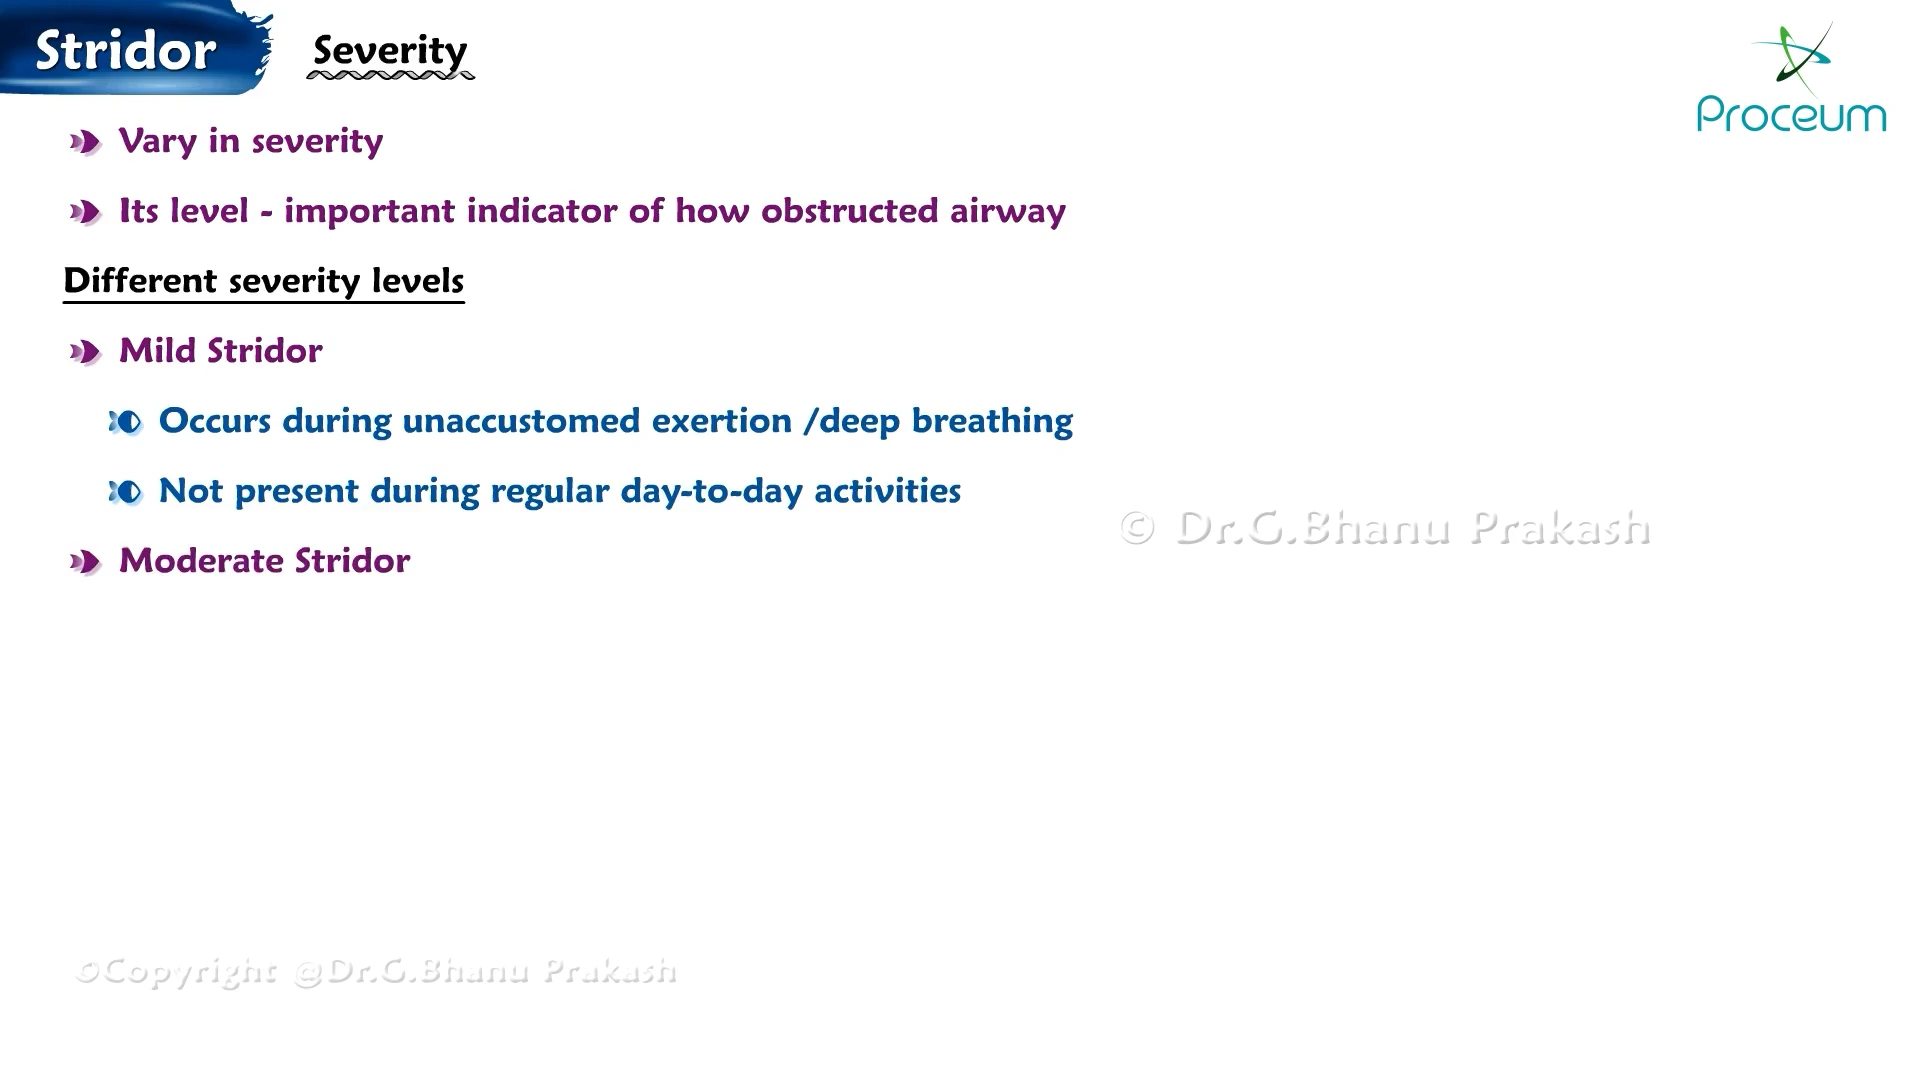 Stridor
Severity
Proceum
Vary in severity
Its level - important indicator of how obstructed airway
Different severity levels
Mild Stridor
Occurs during unaccustomed exertion /deep breathing
Not present during regular day-to-day activities
© Dr.G.Bhanu Prakash
Moderate Stridor
©Copyright @Dr.G.Bhanu Prakash